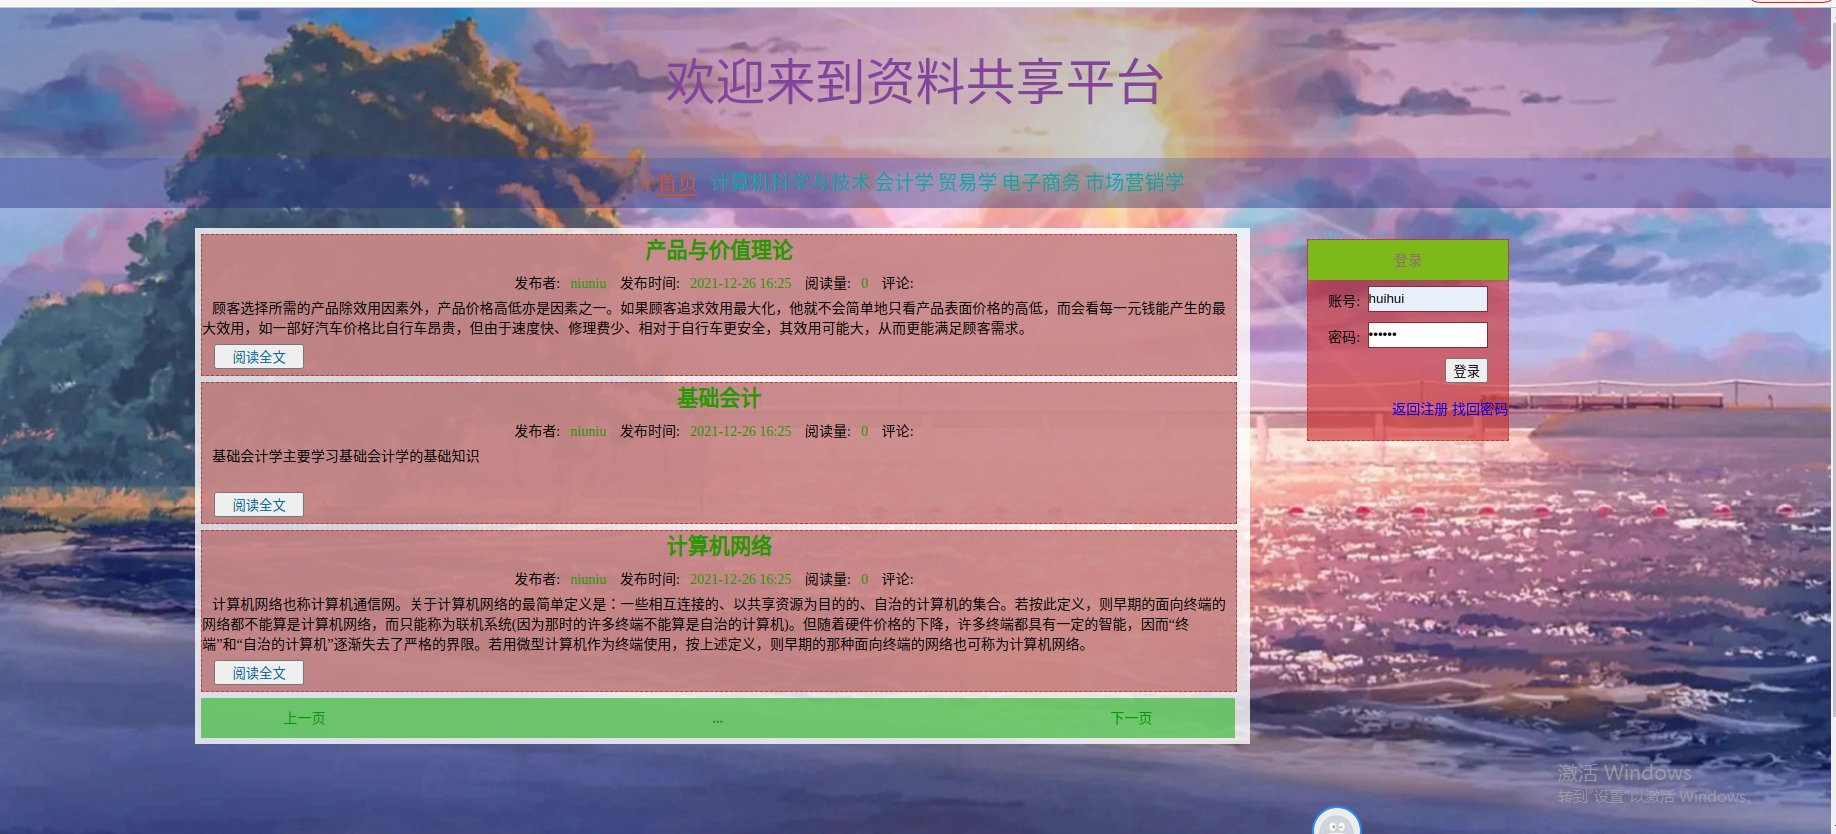 欢迎来到资料共享平台
首页 计算机科学与技术 会计学 贸易学 电子商务 市场营销学
产品与价值理论
发布者: niuniu 发布时间: 2021-12-26 16:25 阅读量: 0 评论:
顾客选择所需的产品除效用因素外，产品价格高低亦是因素之一。如果顾客追求效用最大化，他就不会简单地只看产品表面价格的高低，而会看每一元钱能产生的最
大效用，如一部好汽车价格比自行车昂贵，但由于速度快、修理费少、相对于自行车更安全，其效用可能大，从而更能满足顾客需求。
阅读全文
基础会计
发布者: niuniu 发布时间: 2021-12-26 16:25 阅读量: 0 评论:
基础会计学主要学习基础会计学的基础知识
阅读全文
计算机网络
发布者: niuniu 发布时间: 2021-12-26 16:25 阅读量: 0 评论:
计算机网络也称计算机通信网。关于计算机网络的最简单定义是：一些相互连接的、以共享资源为目的的、自治的计算机的集合。若按此定义，则早期的面向终端的
网络都不能算是计算机网络，而只能称为联机系统(因为那时的许多终端不能算是自治的计算机)。但随着硬件价格的下降，许多终端都具有一定的智能，因而“终
端”和“自治的计算机”逐渐失去了严格的界限。若用微型计算机作为终端使用，按上述定义，则早期的那种面向终端的网络也可称为计算机网络。
阅读全文
上一页 ... 下一页
登录
账号: huihui
密码: ••••••
登录
返回注册 找回密码
激活 Windows
转到“设置”以激活 Windows。